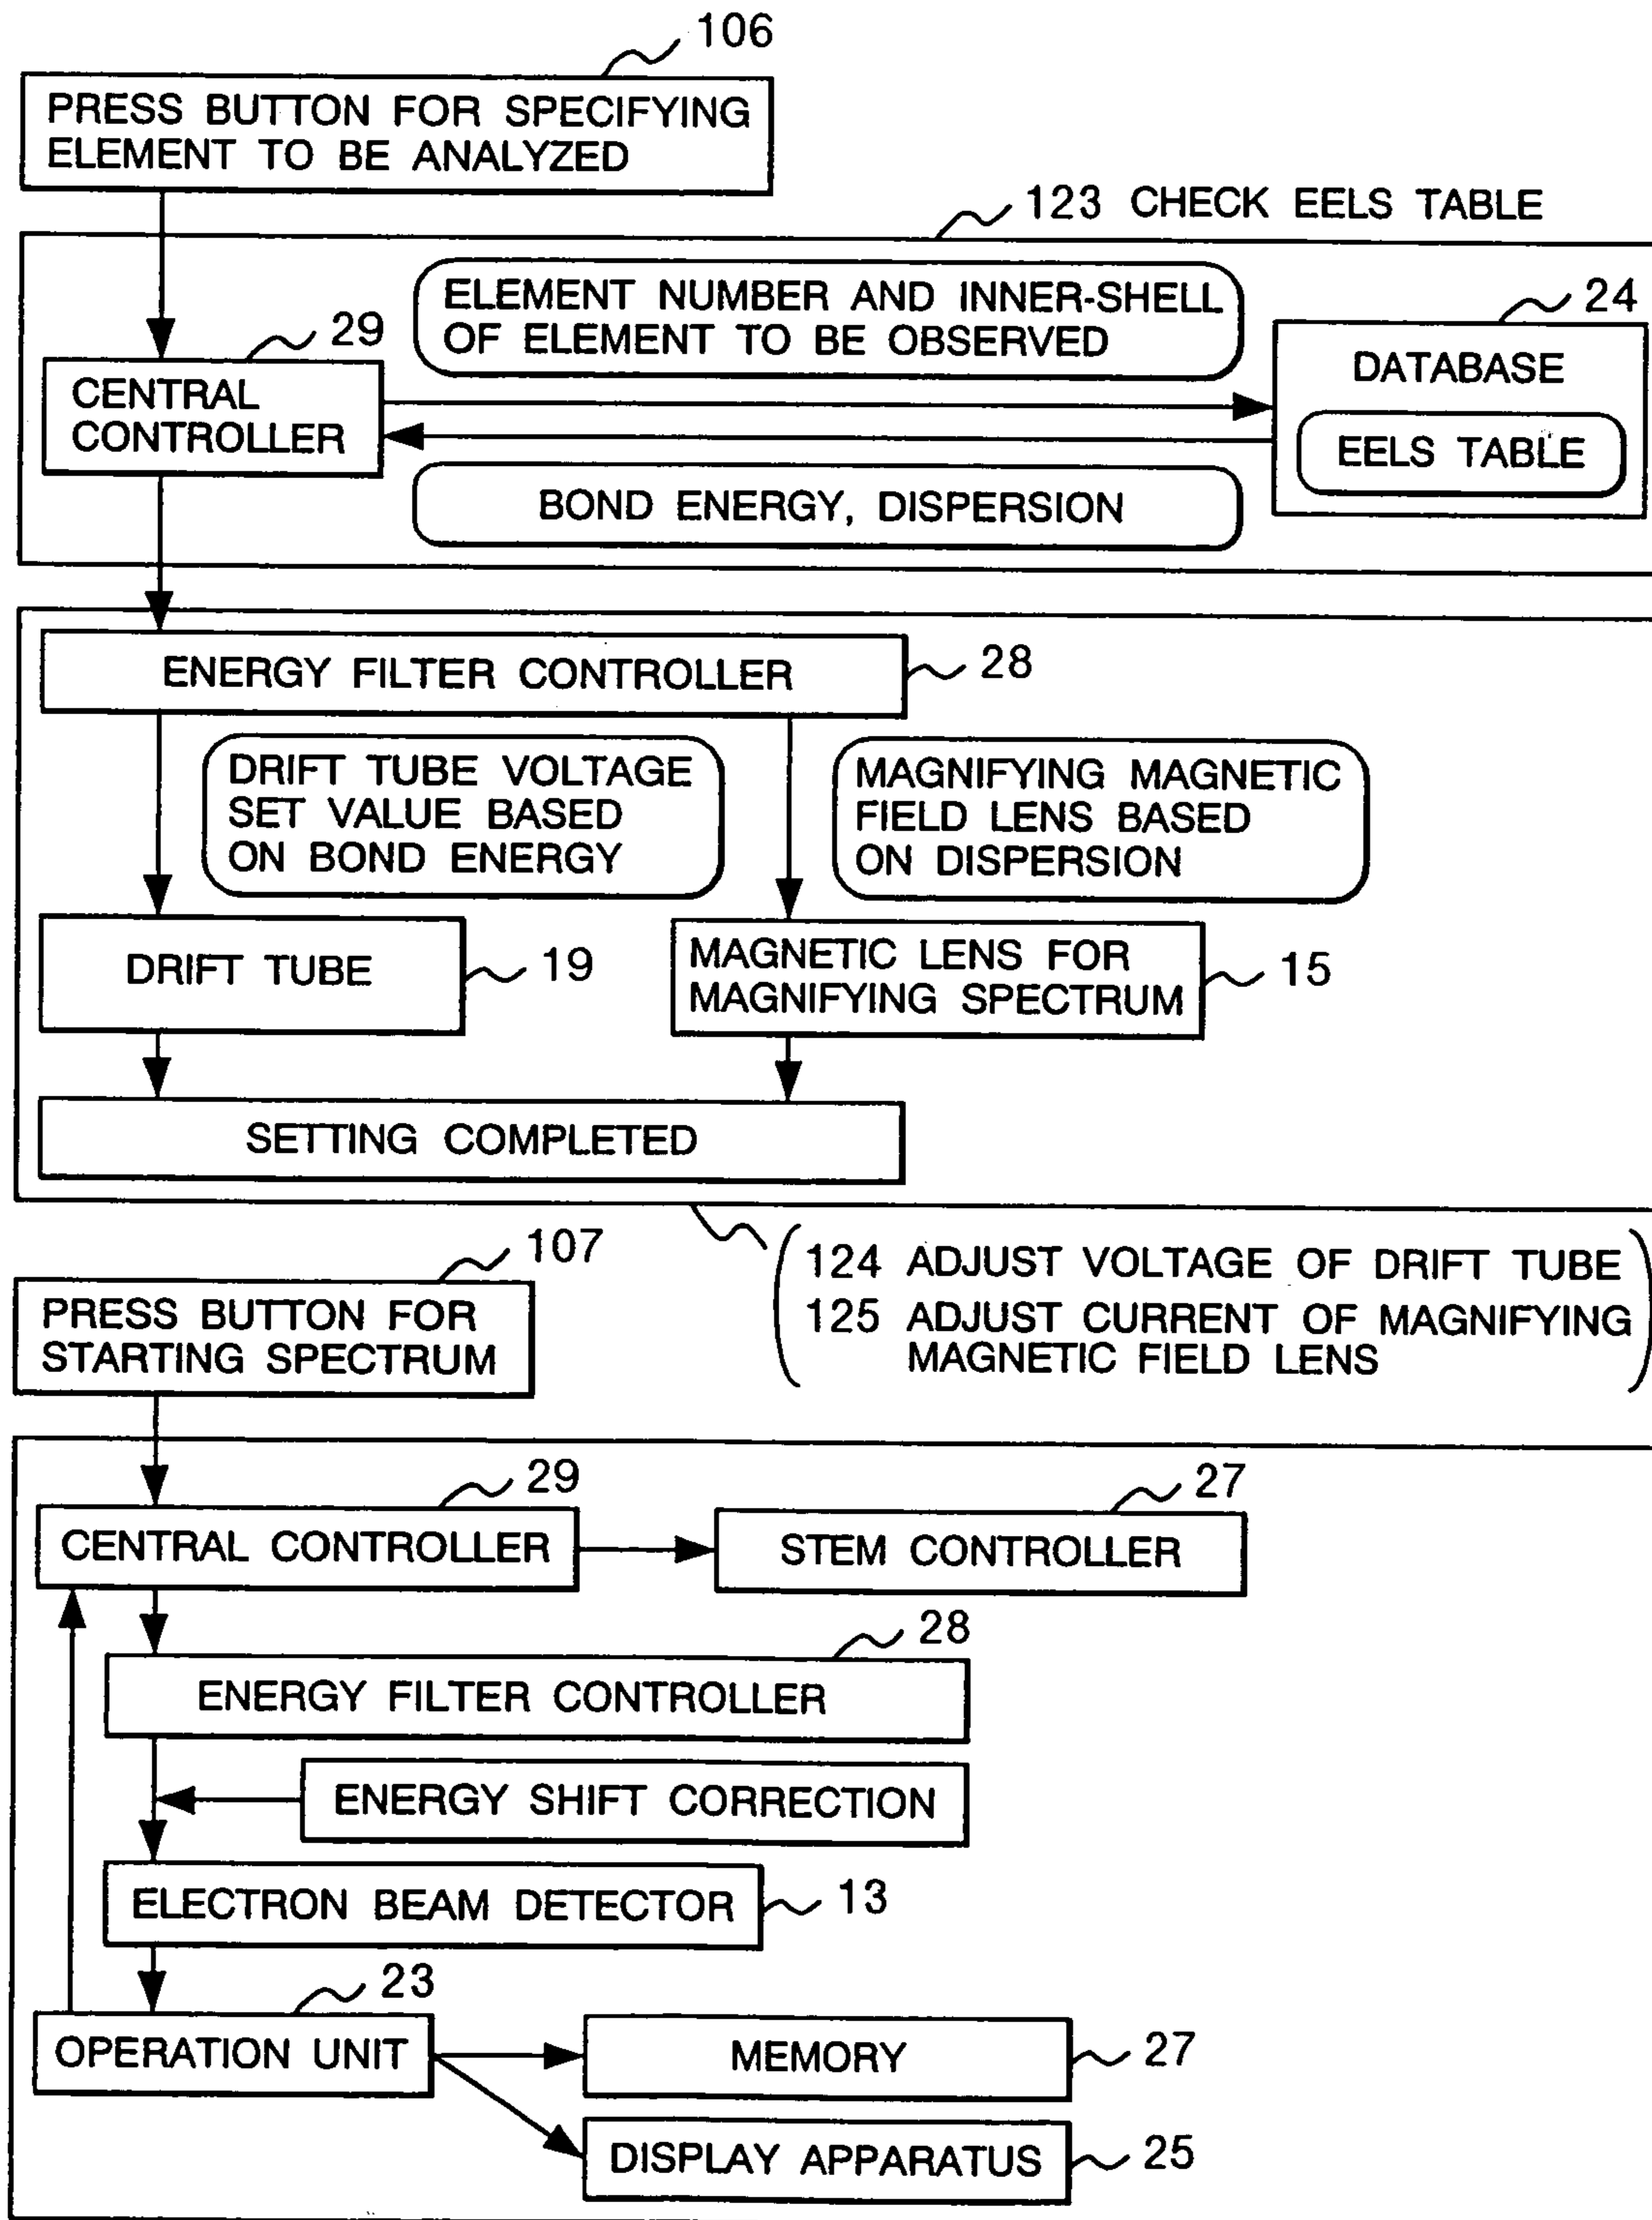 106
PRESS BUTTON FOR SPECIFYING
ELEMENT TO BE ANALYZED
123 CHECK EELS TABLE
ELEMENT NUMBER AND INNER-SHELL
OF ELEMENT TO BE OBSERVED
24
29
DATABASE
CENTRAL
CONTROLLER
EELS TABLE
BOND ENERGY, DISPERSION
ENERGY FILTER CONTROLLER
28
DRIFT TUBE VOLTAGE
SET VALUE BASED
ON BOND ENERGY
MAGNIFYING MAGNETIC
FIELD LENS BASED
ON DISPERSION
DRIFT TUBE
19
MAGNETIC LENS FOR
MAGNIFYING SPECTRUM
15
SETTING COMPLETED
124 ADJUST VOLTAGE OF DRIFT TUBE
125 ADJUST CURRENT OF MAGNIFYING
MAGNETIC FIELD LENS
107
PRESS BUTTON FOR
STARTING SPECTRUM
29
CENTRAL CONTROLLER
27
STEM CONTROLLER
28
ENERGY FILTER CONTROLLER
ENERGY SHIFT CORRECTION
ELECTRON BEAM DETECTOR
13
23
OPERATION UNIT
MEMORY
27
DISPLAY APPARATUS
25